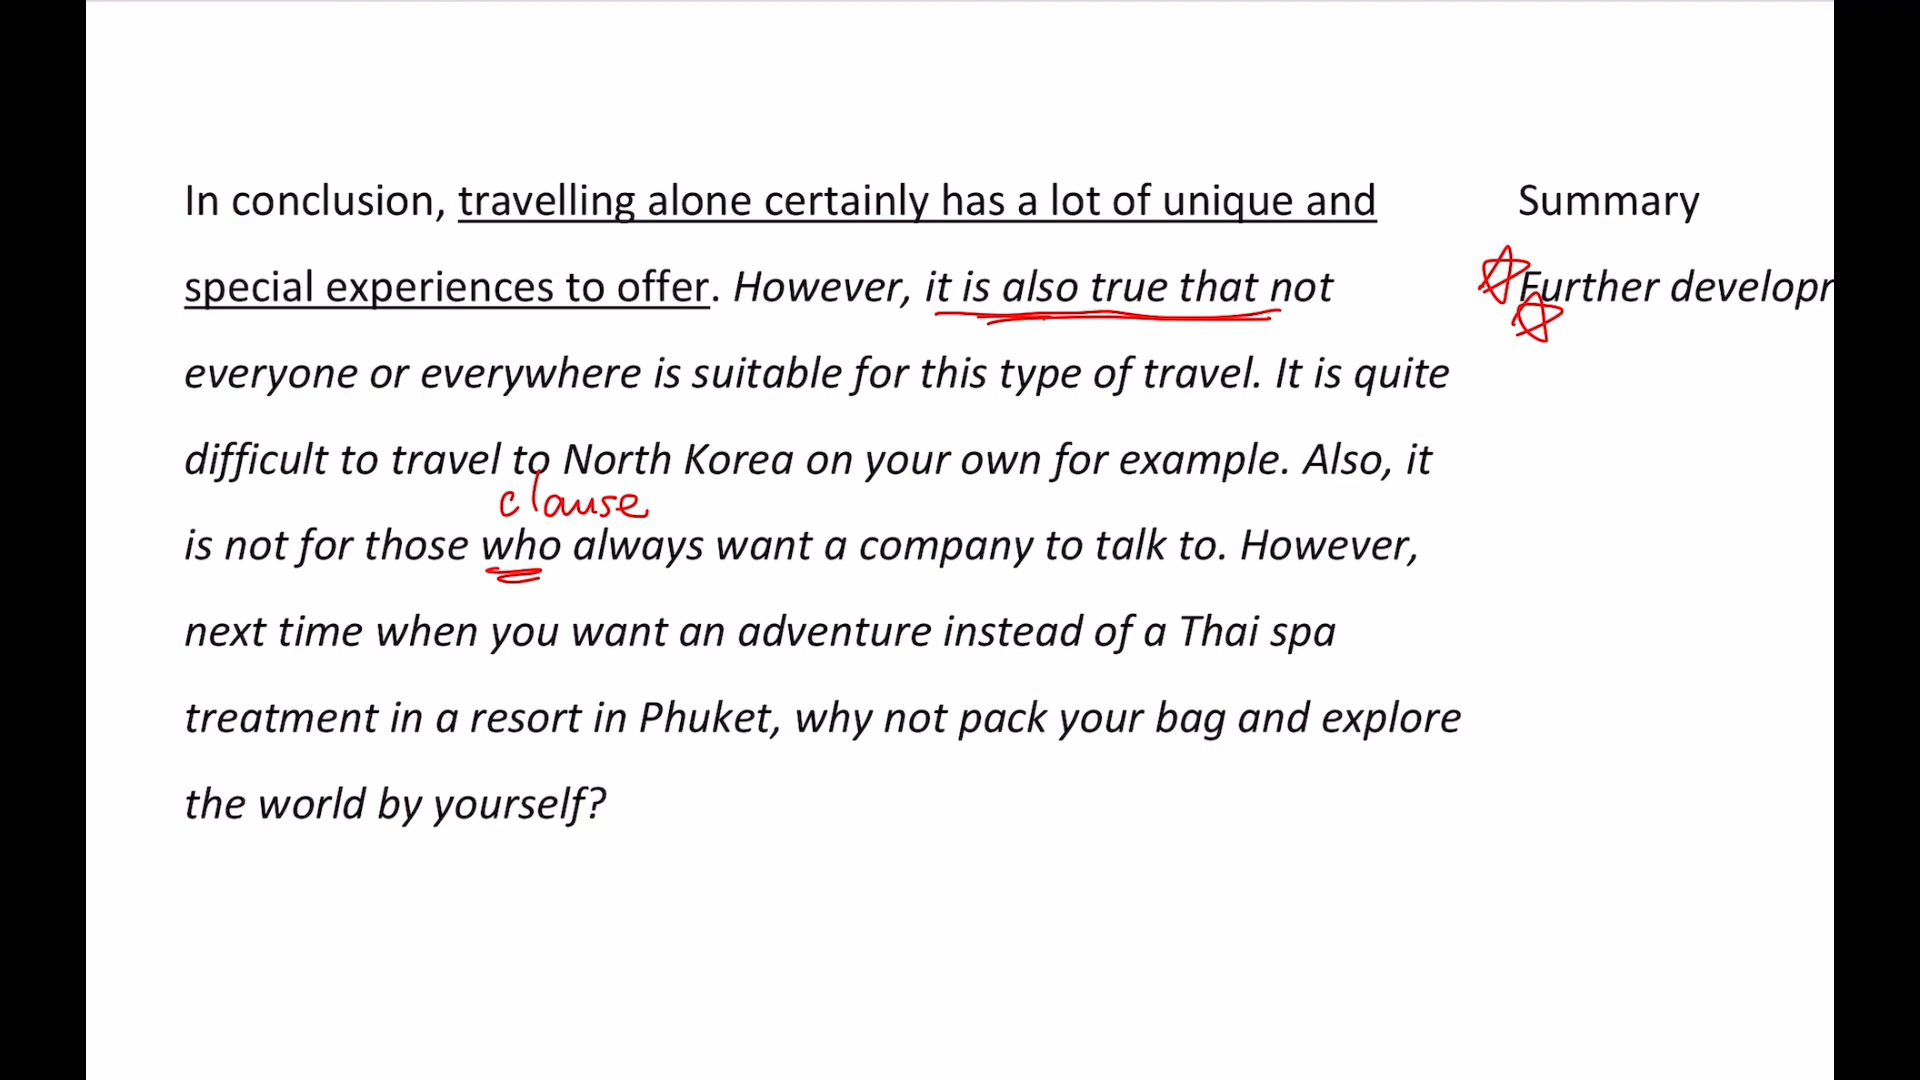 In conclusion, travelling alone certainly has a lot of unique and
special experiences to offer. However, it is also true that not
everyone or everywhere is suitable for this type of travel. It is quite
difficult to travel to North Korea on your own for example. Also, it
clause
is not for those who always want a company to talk to. However,
next time when you want an adventure instead of a Thai spa
treatment in a resort in Phuket, why not pack your bag and explore
the world by yourself?
Summary
Further developm